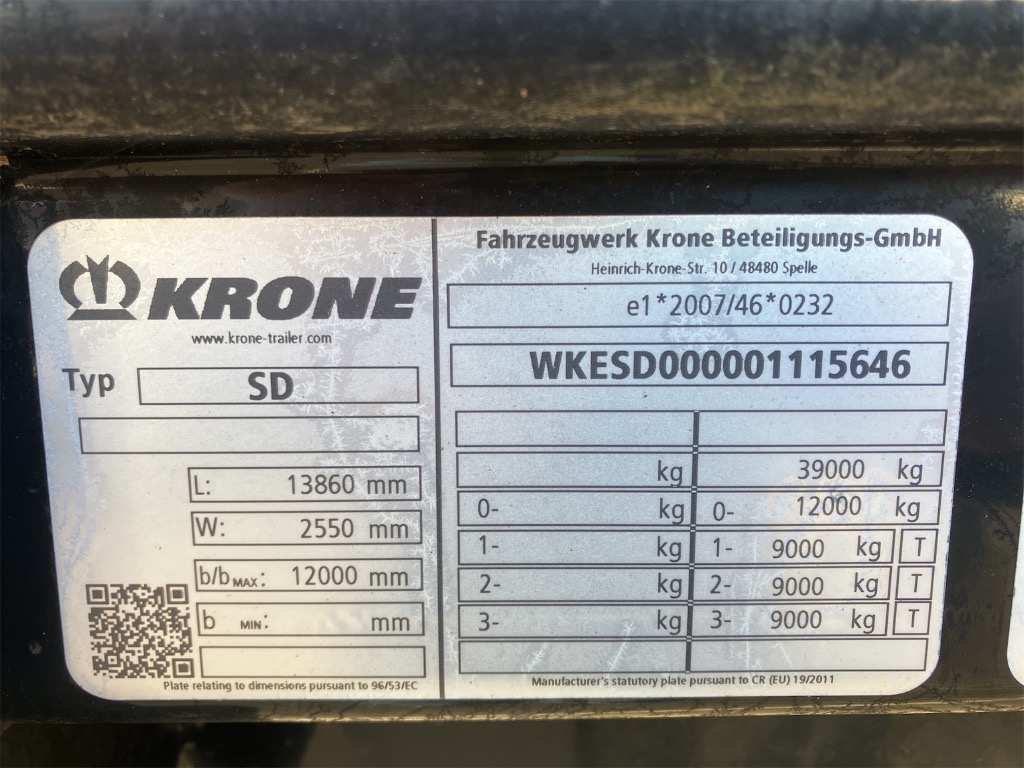 KRONE
www.krone-trailer.com
Typ SD
L: 13860 mm
W: 2550 mm
b/b MAX: 12000 mm
b MIN: mm
Plate relating to dimensions pursuant to 96/53/EC
Fahrzeugwerk Krone Beteiligungs-GmbH
Heinrich-Krone-Str. 10 / 48480 Spelle
e1*2007/46*0232
WKESD000001115646
kg 39000 kg
0- kg 0- 12000 kg
1- kg 1- 9000 kg T
2- kg 2- 9000 kg T
3- kg 3- 9000 kg T
Manufacturer's statutory plate pursuant to CR (EU) 19/2011